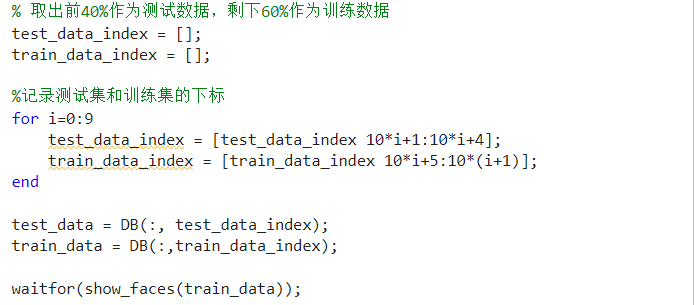 % 取出前40%作为测试数据，剩下60%作为训练数据
test_data_index = [];
train_data_index = [];
%记录测试集和训练集的下标
for i=0:9
    test_data_index = [test_data_index 10*i+1:10*i+4];
    train_data_index = [train_data_index 10*i+5:10*(i+1)];
end
test_data = DB(:, test_data_index);
train_data = DB(:,train_data_index);
waitfor(show_faces(train_data));